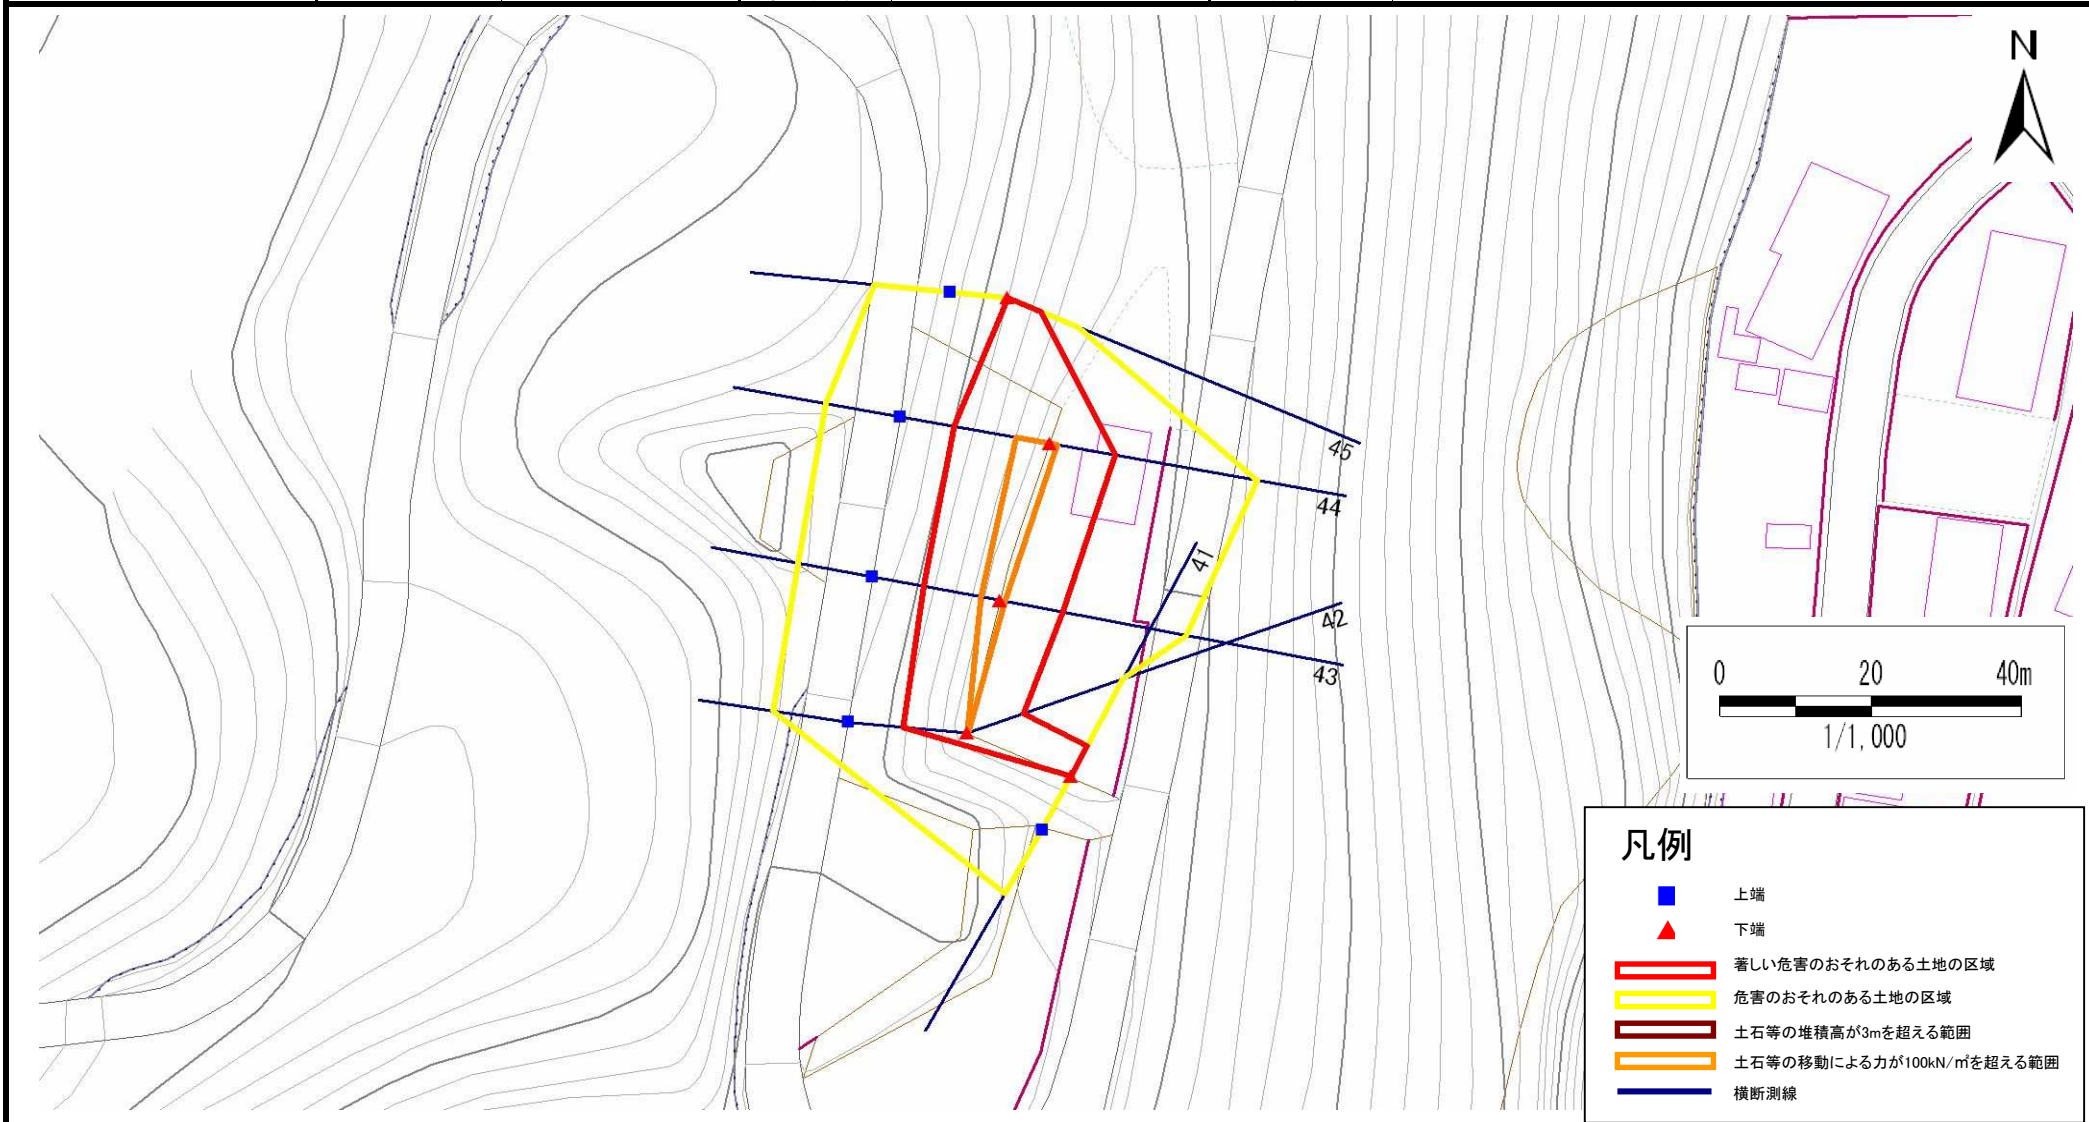 N
45
44
41
42
43
0 20 40m
1/1,000
凡例
上端
下端
著しい危害のおそれのある土地の区域
危害のおそれのある土地の区域
土石等の堆積高が3mを超える範囲
土石等の移動による力が100kN/㎡を超える範囲
横断測線